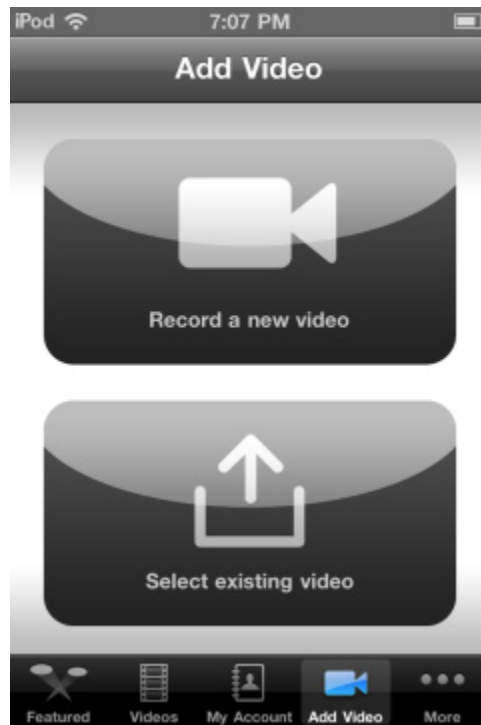 iPod 7:07 PM
Add Video
Record a new video
Select existing video
Featured Videos My Account Add Video More